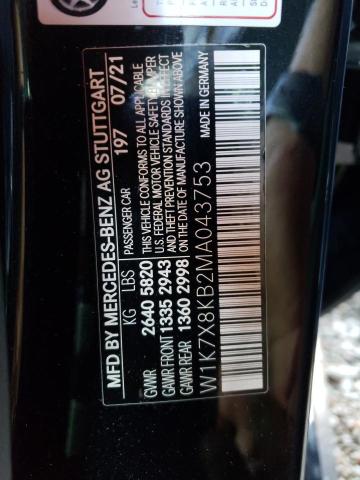 MFD. BY MERCEDES-BENZ AG STUTTGART
197 07/21
PASSENGER CAR
KG LBS
GVWR 2640 5820
GAWR FRONT 1335 2943
GAWR REAR 1360 2998
THIS VEHICLE CONFORMS TO ALL APPLICABLE
U.S. FEDERAL MOTOR VEHICLE SAFETY, BUMPER
AND THEFT PREVENTION STANDARDS IN EFFECT
ON THE DATE OF MANUFACTURE SHOWN ABOVE
W1K7X8KB2MA043753
MADE IN GERMANY